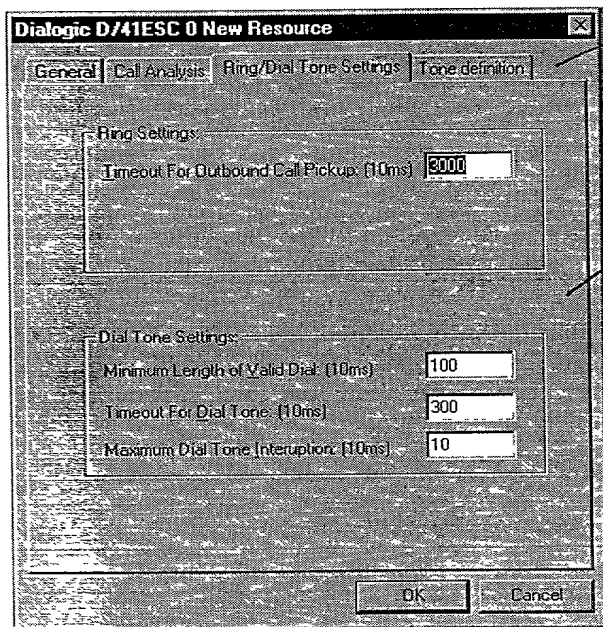 Dialogic D/41ESC 0 New Resource
General Call Analysis Ring/Dial Tone Settings Tone definition
Ring Settings:
Timeout For Outbound Call Pickup: (10ms) 3000
Dial Tone Settings:
Minimum Length of Valid Dial: (10ms) 100
Timeout For Dial Tone: (10ms) 300
Maximum Dial Tone Interuption: (10ms) 10
OK Cancel